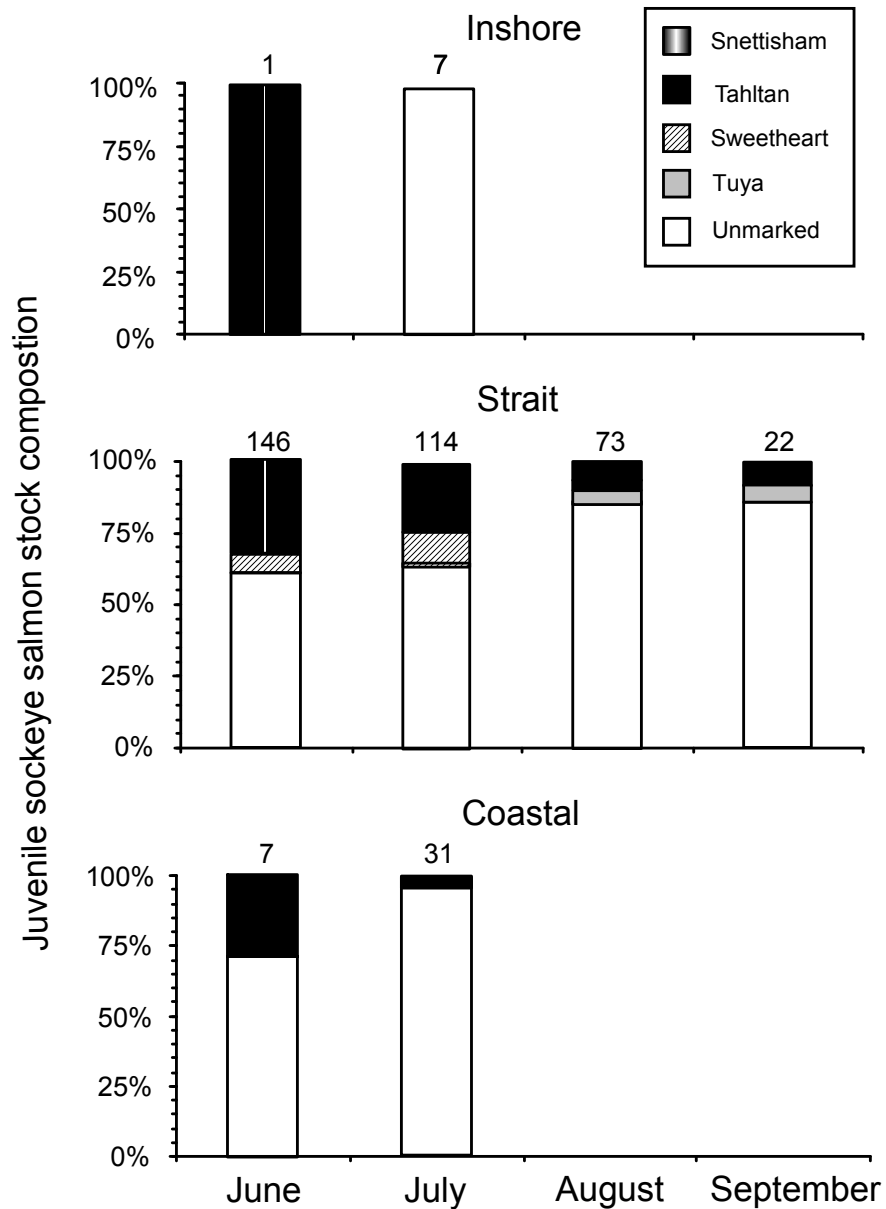 Inshore
Snettisham
Tahltan
Sweetheart
Tuya
Unmarked
1
7
100%
75%
50%
25%
0%
Juvenile sockeye salmon stock compostion
Strait
146
114
73
22
100%
75%
50%
25%
0%
Coastal
7
31
100%
75%
50%
25%
0%
June
July
August
September